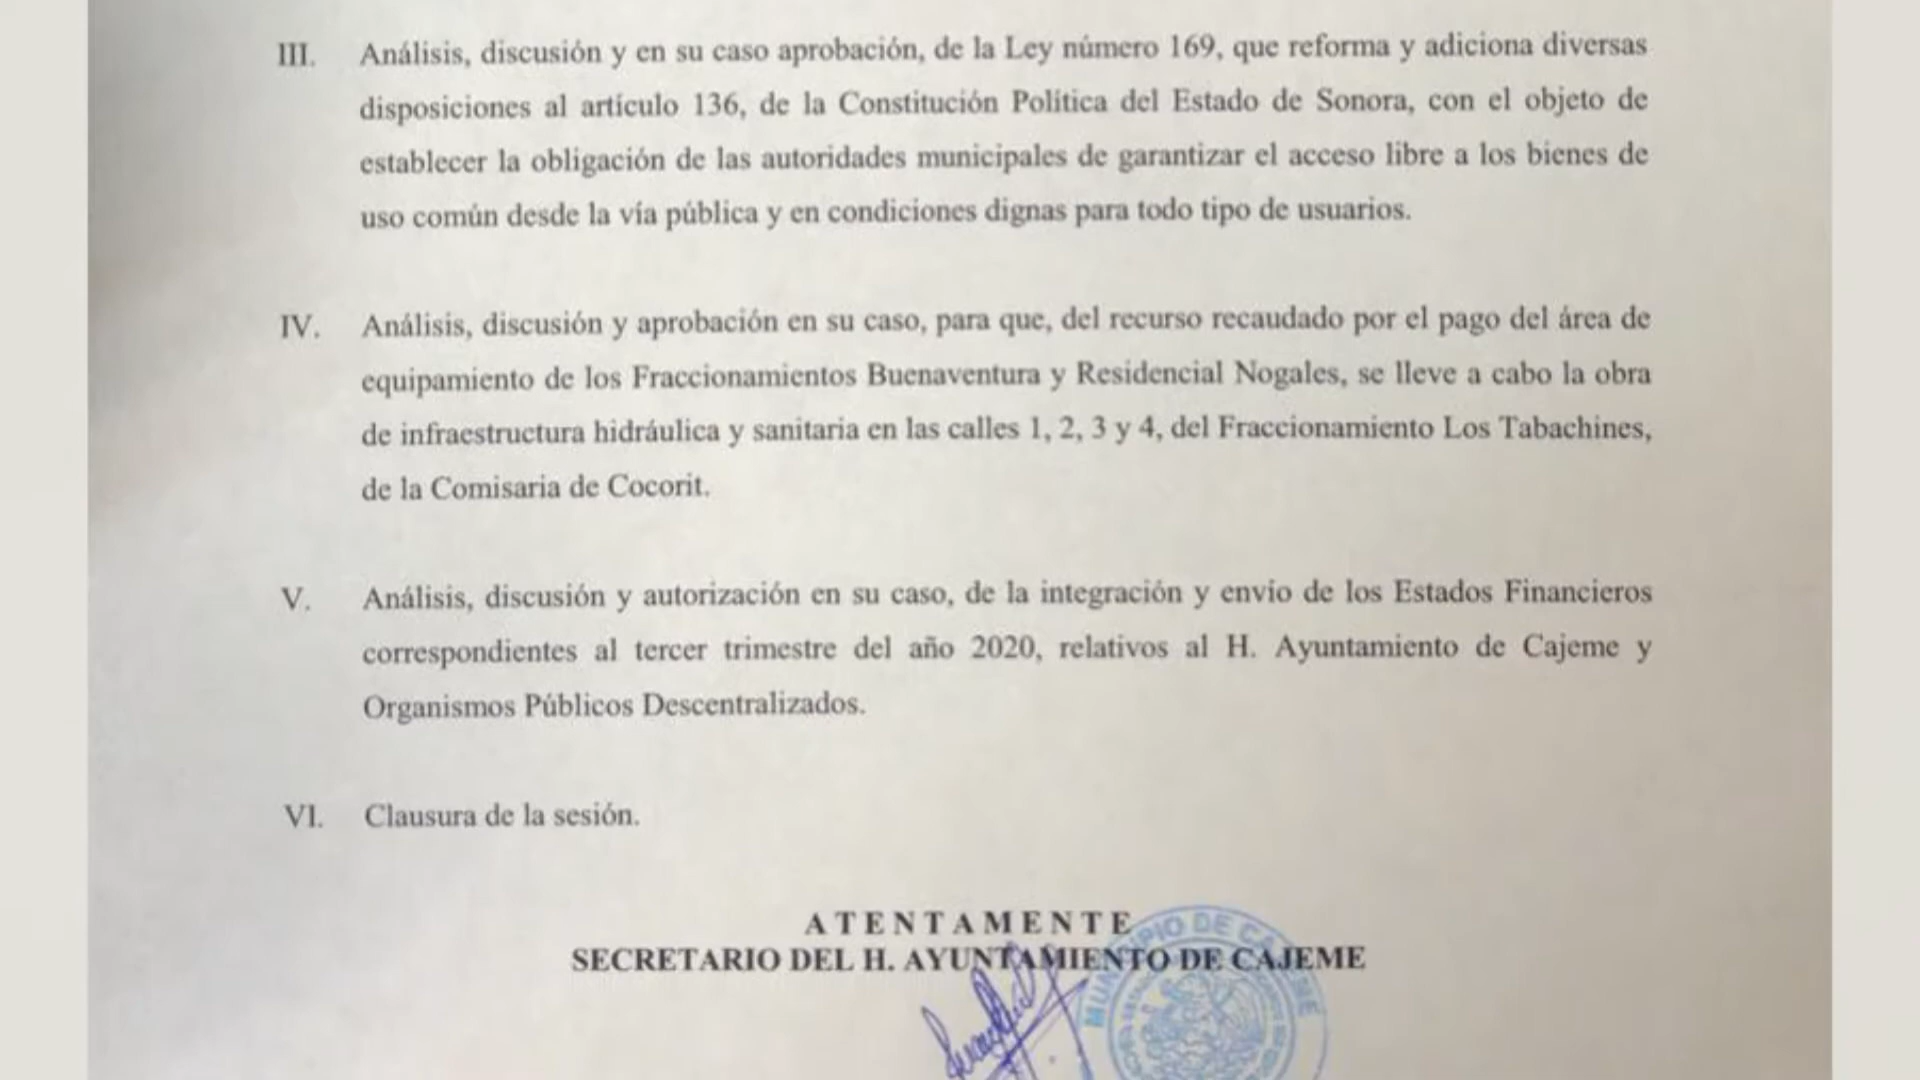 III. Análisis, discusión y en su caso aprobación, de la Ley número 169, que reforma y adiciona diversas
disposiciones al artículo 136, de la Constitución Política del Estado de Sonora, con el objeto de
establecer la obligación de las autoridades municipales de garantizar el acceso libre a los bienes de
uso común desde la vía pública y en condiciones dignas para todo tipo de usuarios.
IV. Análisis, discusión y aprobación en su caso, para que, del recurso recaudado por el pago del área de
equipamiento de los Fraccionamientos Buenaventura y Residencial Nogales, se lleve a cabo la obra
de infraestructura hidráulica y sanitaria en las calles 1, 2, 3 y 4, del Fraccionamiento Los Tabachines,
de la Comisaria de Cocorit.
V. Análisis, discusión y autorización en su caso, de la integración y envío de los Estados Financieros
correspondientes al tercer trimestre del año 2020, relativos al H. Ayuntamiento de Cajeme y
Organismos Públicos Descentralizados.
VI. Clausura de la sesión.
ATENTAMENTE
SECRETARIO DEL H. AYUNTAMIENTO DE CAJEME
MUNICIPIO DE CAJEME